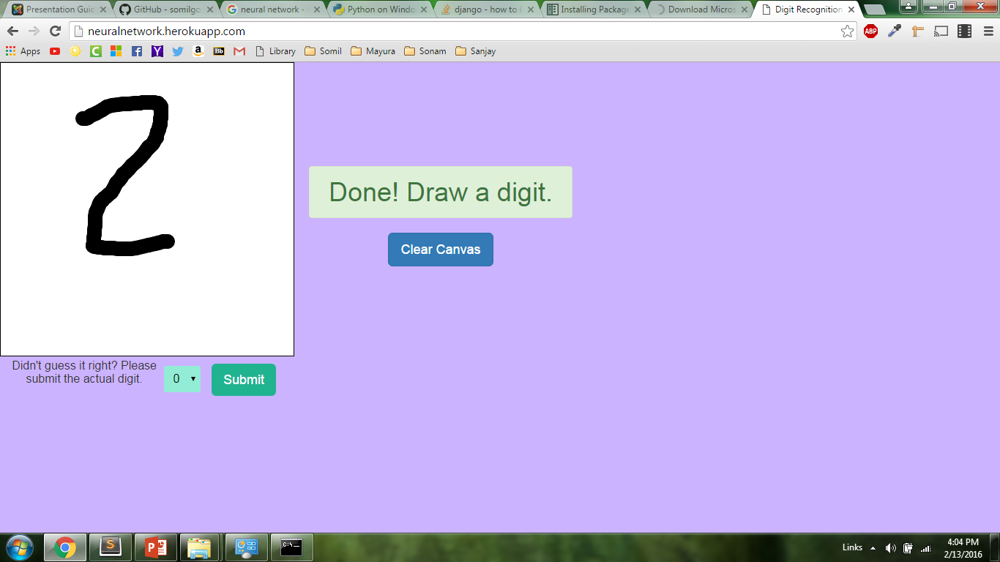 Presentation Guid
GitHub - somilgo
neural network -
Python on Windo
django - how to
Installing Package
Download Micros
Digit Recognition
neuralnetwork.herokuapp.com
ABP
Apps
Bb
Library
Somil
Mayura
Sonam
Sanjay
2
Done! Draw a digit.
Clear Canvas
Didn't guess it right? Please
submit the actual digit.
0
Submit
Links
4:04 PM
2/13/2016